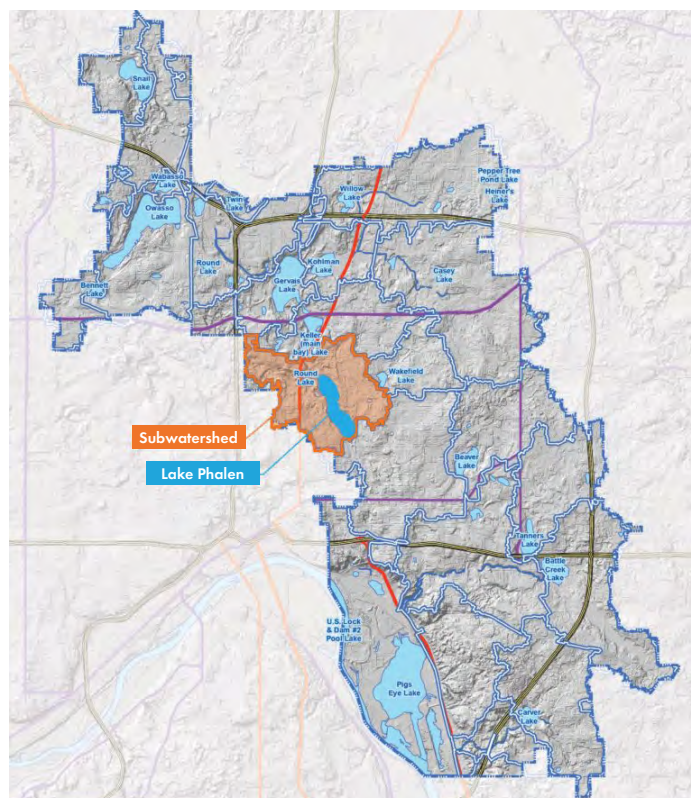 Snail
Lake
Wabasso
Lake
Owasso
Lake
Twin
Lake
Willow
Lake
Pepper Tree
Pond Lake
Heiner's
Lake
Round
Lake
Kohlman
Lake
Gervais
Lake
Casey
Lake
Bennett
Lake
Keller
(main
bay) Lake
Round
Lake
Wakefield
Lake
Subwatershed
Lake Phalen
Beaver
Lake
Tanners
Lake
Battle
Creek
Lake
U.S. Lock
& Dam #2
Pool Lake
Pigs
Eye Lake
Carver
Lake